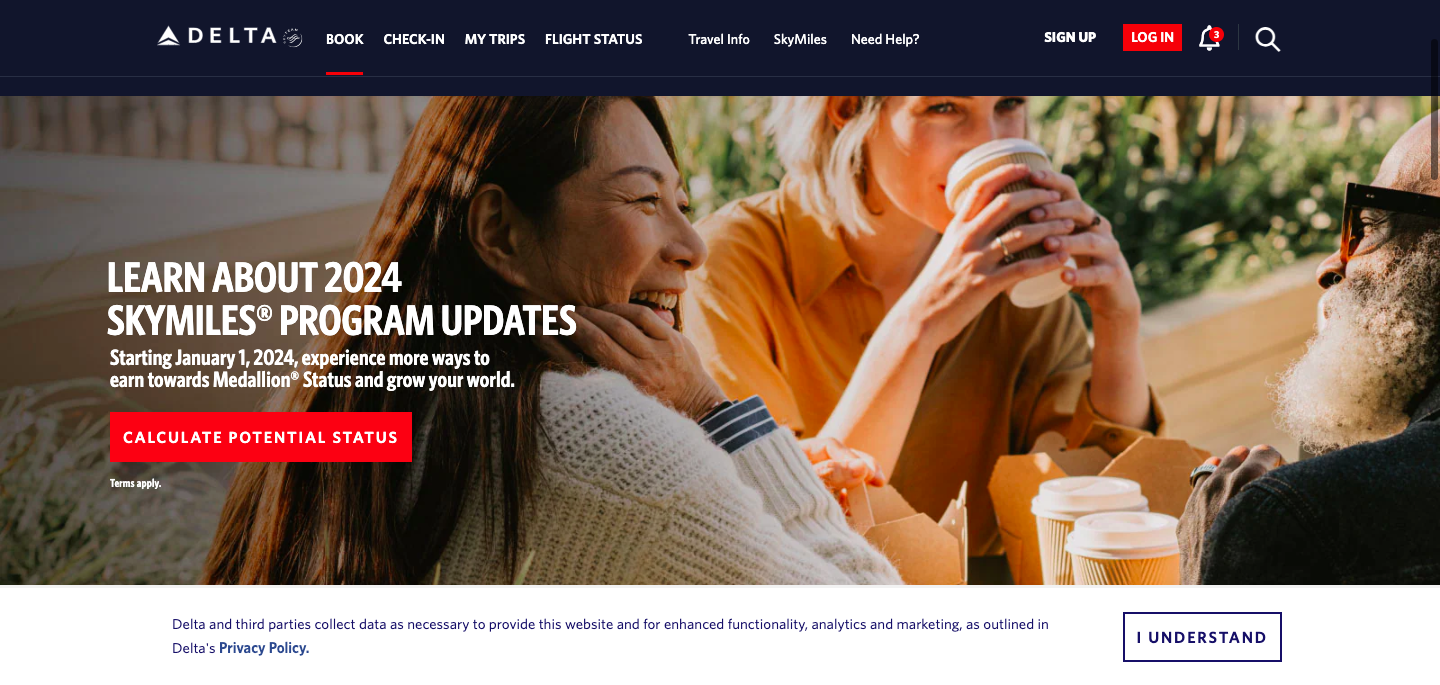 DELTA
BOOK
CHECK-IN
MY TRIPS
FLIGHT STATUS
Travel Info
SkyMiles
Need Help?
SIGN UP
LOG IN
3
LEARN ABOUT 2024
SKYMILES® PROGRAM UPDATES
Starting January 1, 2024, experience more ways to
earn towards Medallion® Status and grow your world.
CALCULATE POTENTIAL STATUS
Terms apply.
Delta and third parties collect data as necessary to provide this website and for enhanced functionality, analytics and marketing, as outlined in
Delta's Privacy Policy.
I UNDERSTAND